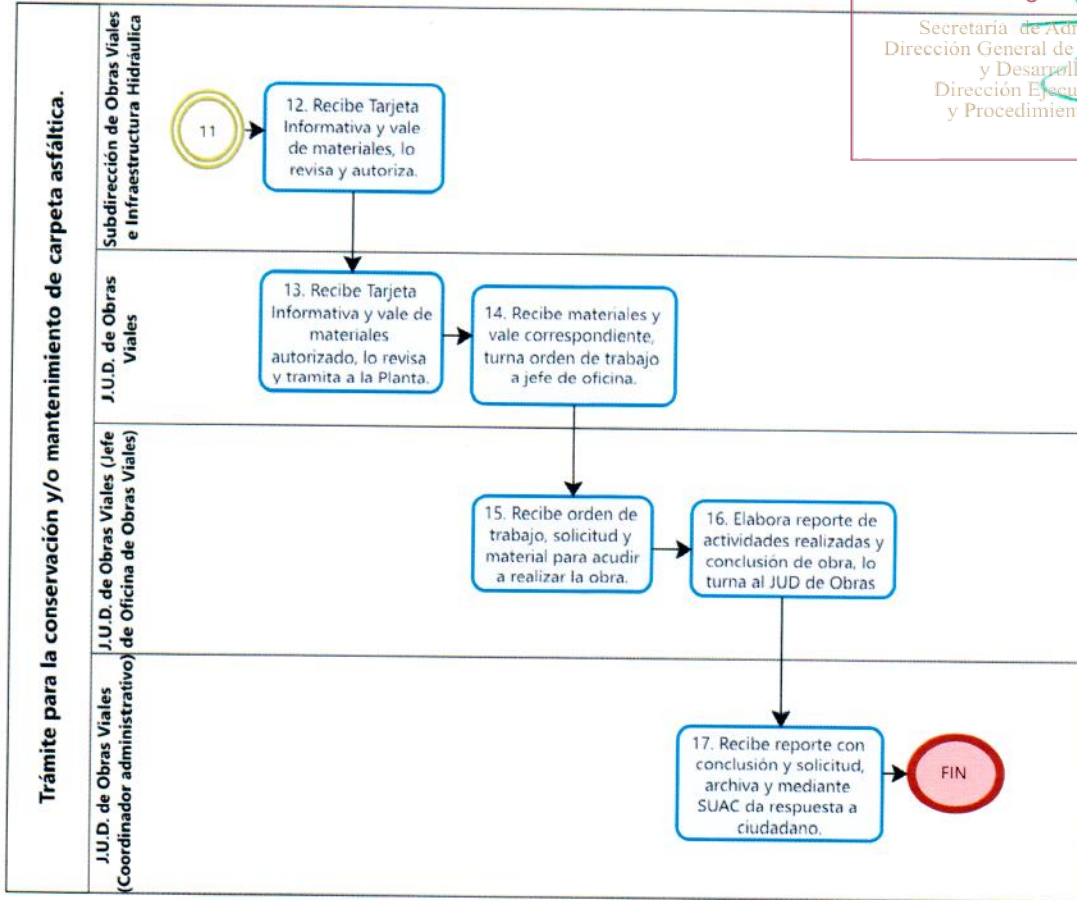 Secretaría de Adm
Dirección General de
y Desarroll
Dirección Ejecu
y Procedimien
Trámite para la conservación y/o mantenimiento de carpeta asfáltica.
Subdirección de Obras Viales
e Infraestructura Hidráulica
11
12. Recibe Tarjeta
Informativa y vale
de materiales, lo
revisa y autoriza.
J.U.D. de Obras
Viales
13. Recibe Tarjeta
Informativa y vale de
materiales
autorizado, lo revisa
y tramita a la Planta.
14. Recibe materiales y
vale correspondiente,
turna orden de trabajo
a jefe de oficina.
J.U.D. de Obras Viales (Jefe
de Oficina de Obras Viales)
15. Recibe orden de
trabajo, solicitud y
material para acudir
a realizar la obra.
16. Elabora reporte de
actividades realizadas y
conclusión de obra, lo
turna al JUD de Obras
J.U.D. de Obras Viales
(Coordinador administrativo)
17. Recibe reporte con
conclusión y solicitud,
archiva y mediante
SUAC da respuesta a
ciudadano.
FIN